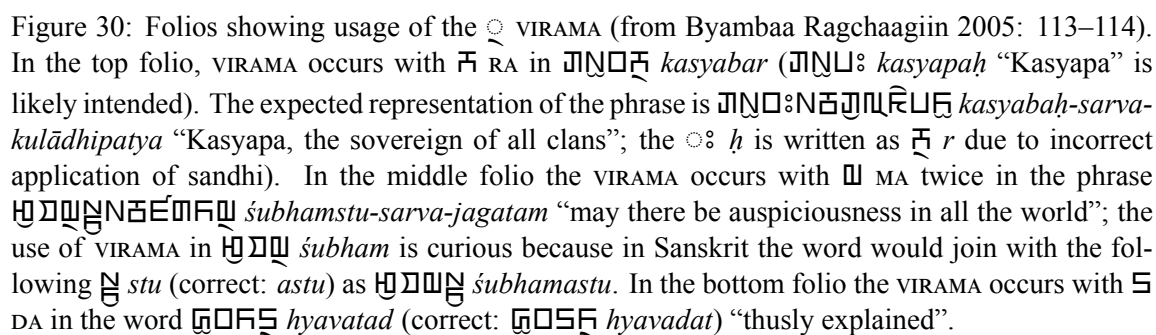 Figure 30: Folios showing usage of the VIRAMA (from Byambaa Ragchaagiin 2005: 113–114).
In the top folio, VIRAMA occurs with RA in kasyabar ( kasyapaḥ “Kasyapa” is
likely intended). The expected representation of the phrase is kasyabaḥ-sarva-
kulādhipatya “Kasyapa, the sovereign of all clans”; the ḥ is written as r due to incorrect
application of sandhi). In the middle folio the VIRAMA occurs with MA twice in the phrase
śubhamstu-sarva-jagatam “may there be auspiciousness in all the world”; the
use of VIRAMA in śubham is curious because in Sanskrit the word would join with the fol-
lowing stu (correct: astu) as śubhamastu. In the bottom folio the VIRAMA occurs with
DA in the word hyavatad (correct: hyavadat) “thusly explained”.